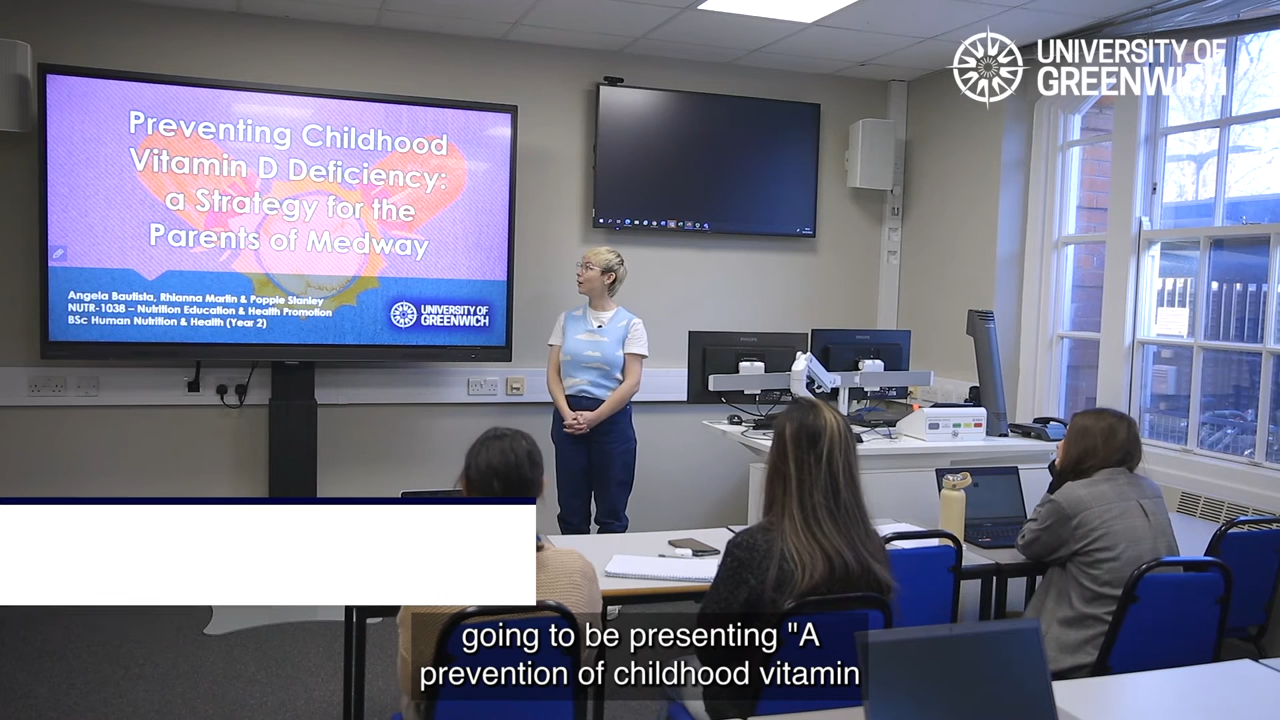 UNIVERSITY OF
GREENWICH
Preventing Childhood
Vitamin D Deficiency:
a Strategy for the
Parents of Medway
Angela Bautista, Rhianna Martin & Poppie Stanley
NUTR-1038 – Nutrition Education & Health Promotion
BSc Human Nutrition & Health (Year 2)
UNIVERSITY OF
GREENWICH
PHILIPS
PHILIPS
going to be presenting "A
prevention of childhood vitamin